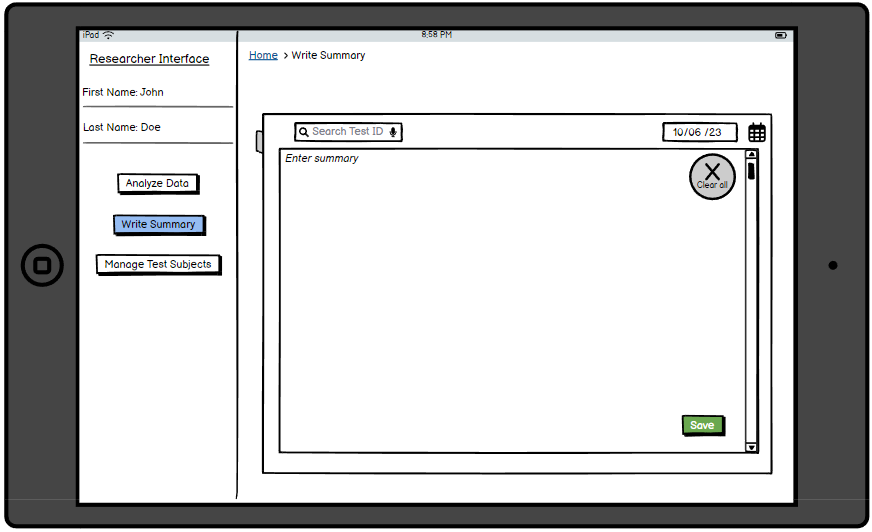 iPad
8:58 PM
Researcher Interface
First Name: John
Last Name: Doe
Analyze Data
Write Summary
Manage Test Subjects
Home > Write Summary
Search Test ID
10/06 /23
Enter summary
X
Clear all
Save